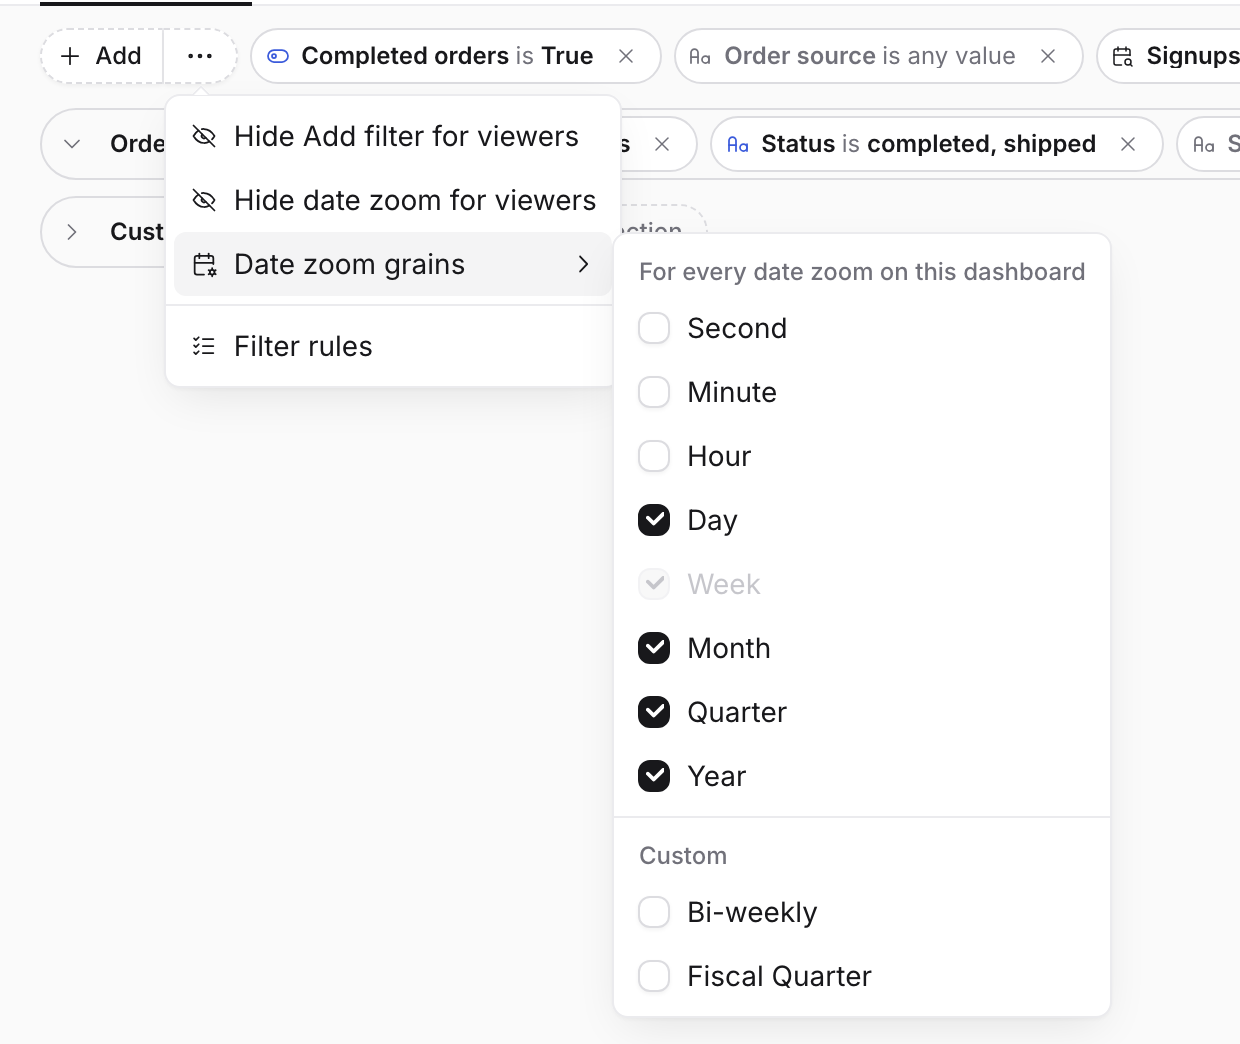 Add
Completed orders is True
Order source is any value
Signups
Hide Add filter for viewers
Hide date zoom for viewers
Date zoom grains
Filter rules
Status is completed, shipped
For every date zoom on this dashboard
Second
Minute
Hour
Day
Week
Month
Quarter
Year
Custom
Bi-weekly
Fiscal Quarter